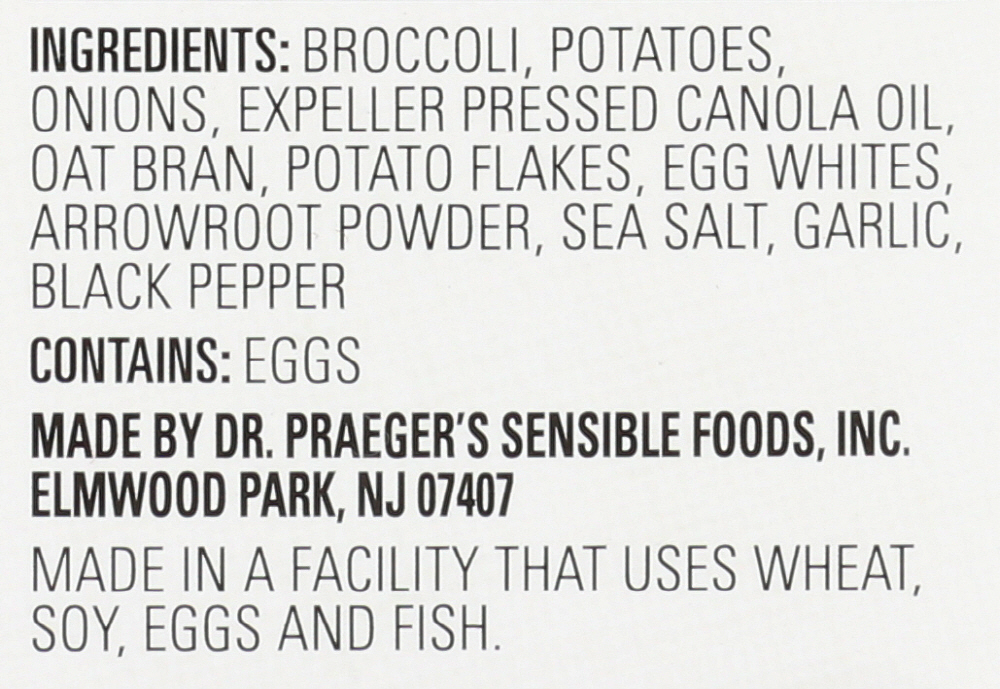 INGREDIENTS: BROCCOLI, POTATOES,
ONIONS, EXPELLER PRESSED CANOLA OIL,
OAT BRAN, POTATO FLAKES, EGG WHITES,
ARROWROOT POWDER, SEA SALT, GARLIC,
BLACK PEPPER
CONTAINS: EGGS
MADE BY DR. PRAEGER'S SENSIBLE FOODS, INC.
ELMWOOD PARK, NJ 07407
MADE IN A FACILITY THAT USES WHEAT,
SOY, EGGS AND FISH.